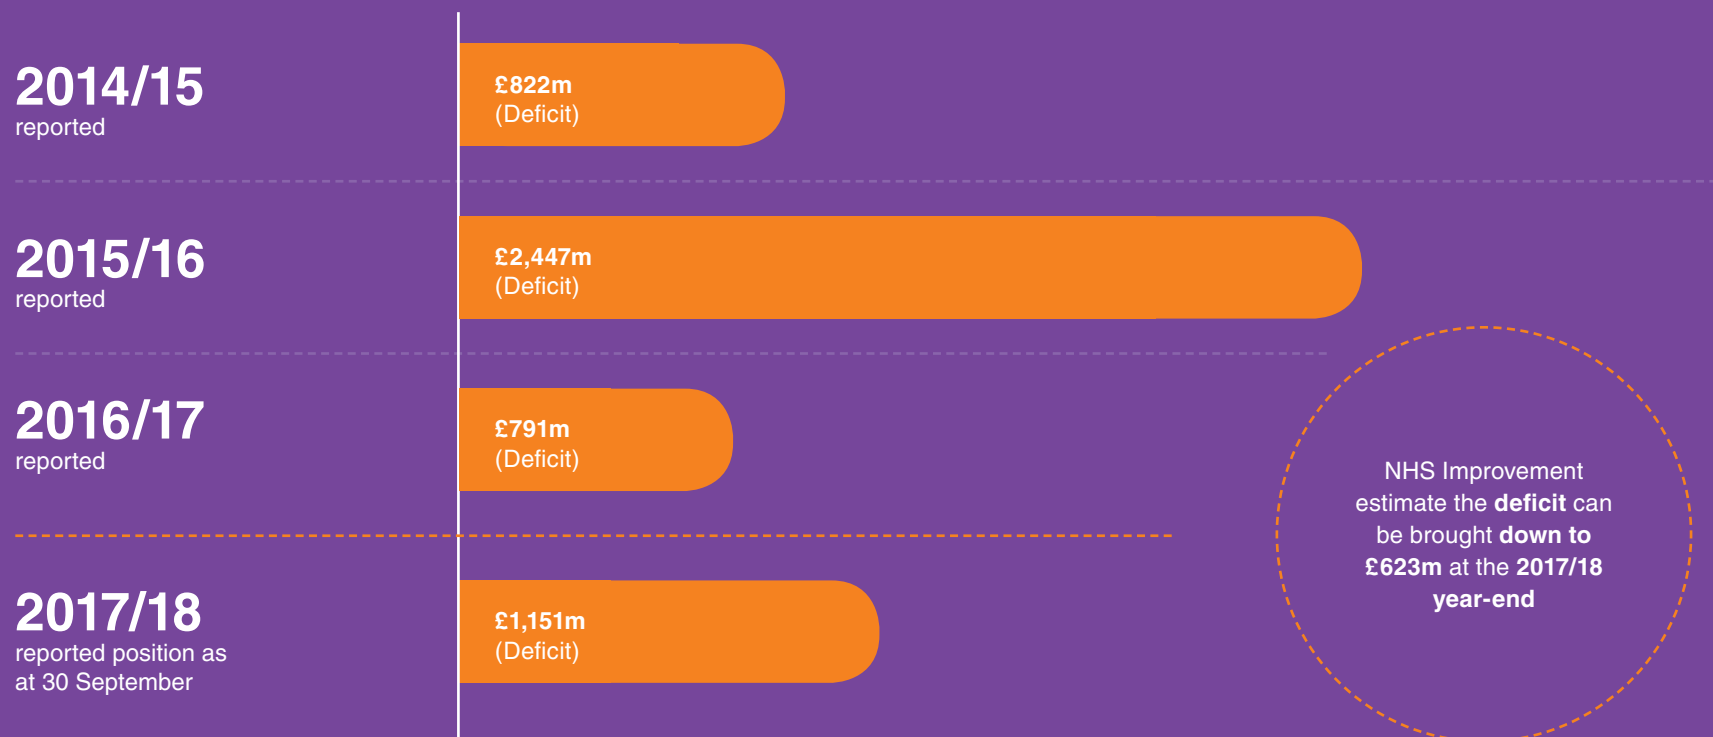 2014/15
reported
£822m
(Deficit)
2015/16
reported
£2,447m
(Deficit)
2016/17
reported
£791m
(Deficit)
2017/18
reported position as
at 30 September
£1,151m
(Deficit)
NHS Improvement
estimate the deficit can
be brought down to
£623m at the 2017/18
year-end